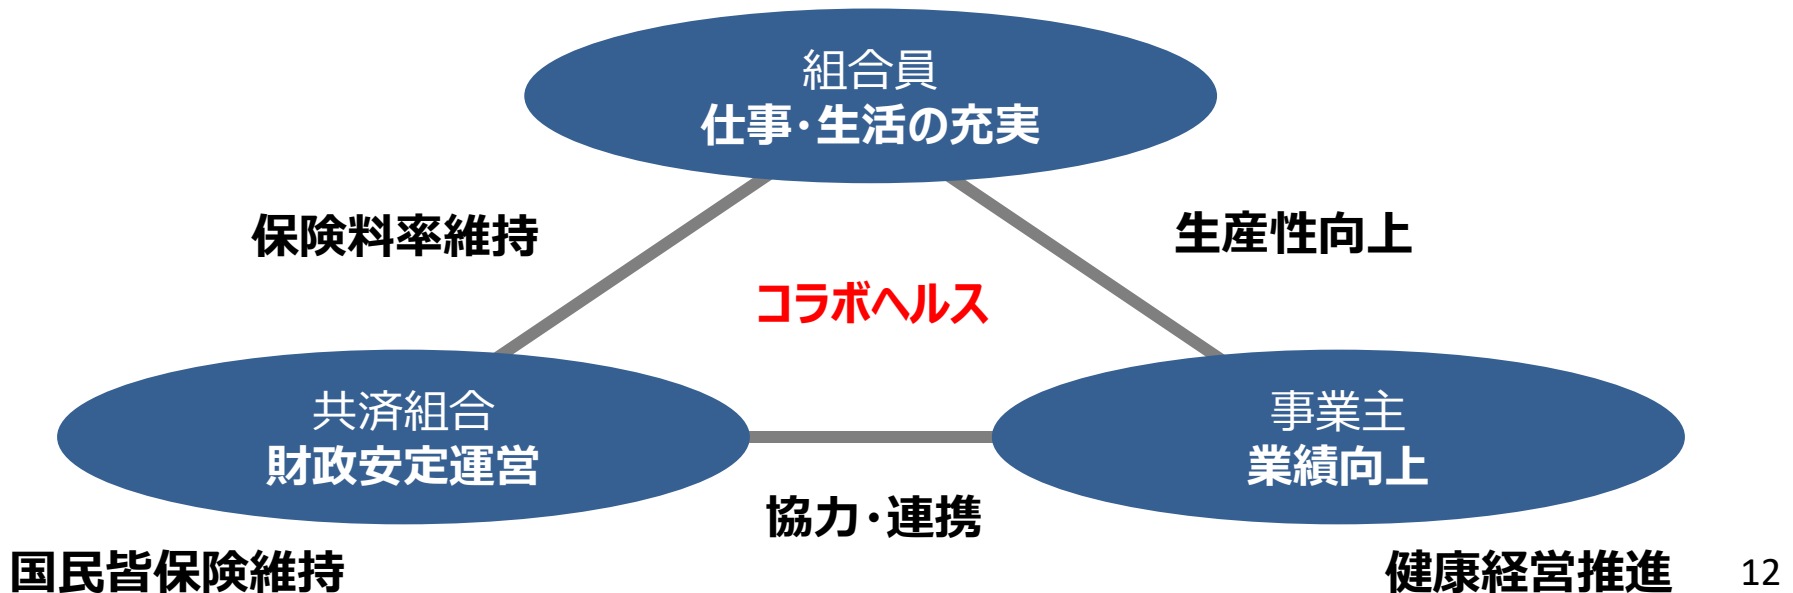 組合員
仕事・生活の充実
保険料率維持
生産性向上
コラボヘルス
共済組合
財政安定運営
事業主
業績向上
協力・連携
国民皆保険維持
健康経営推進
12